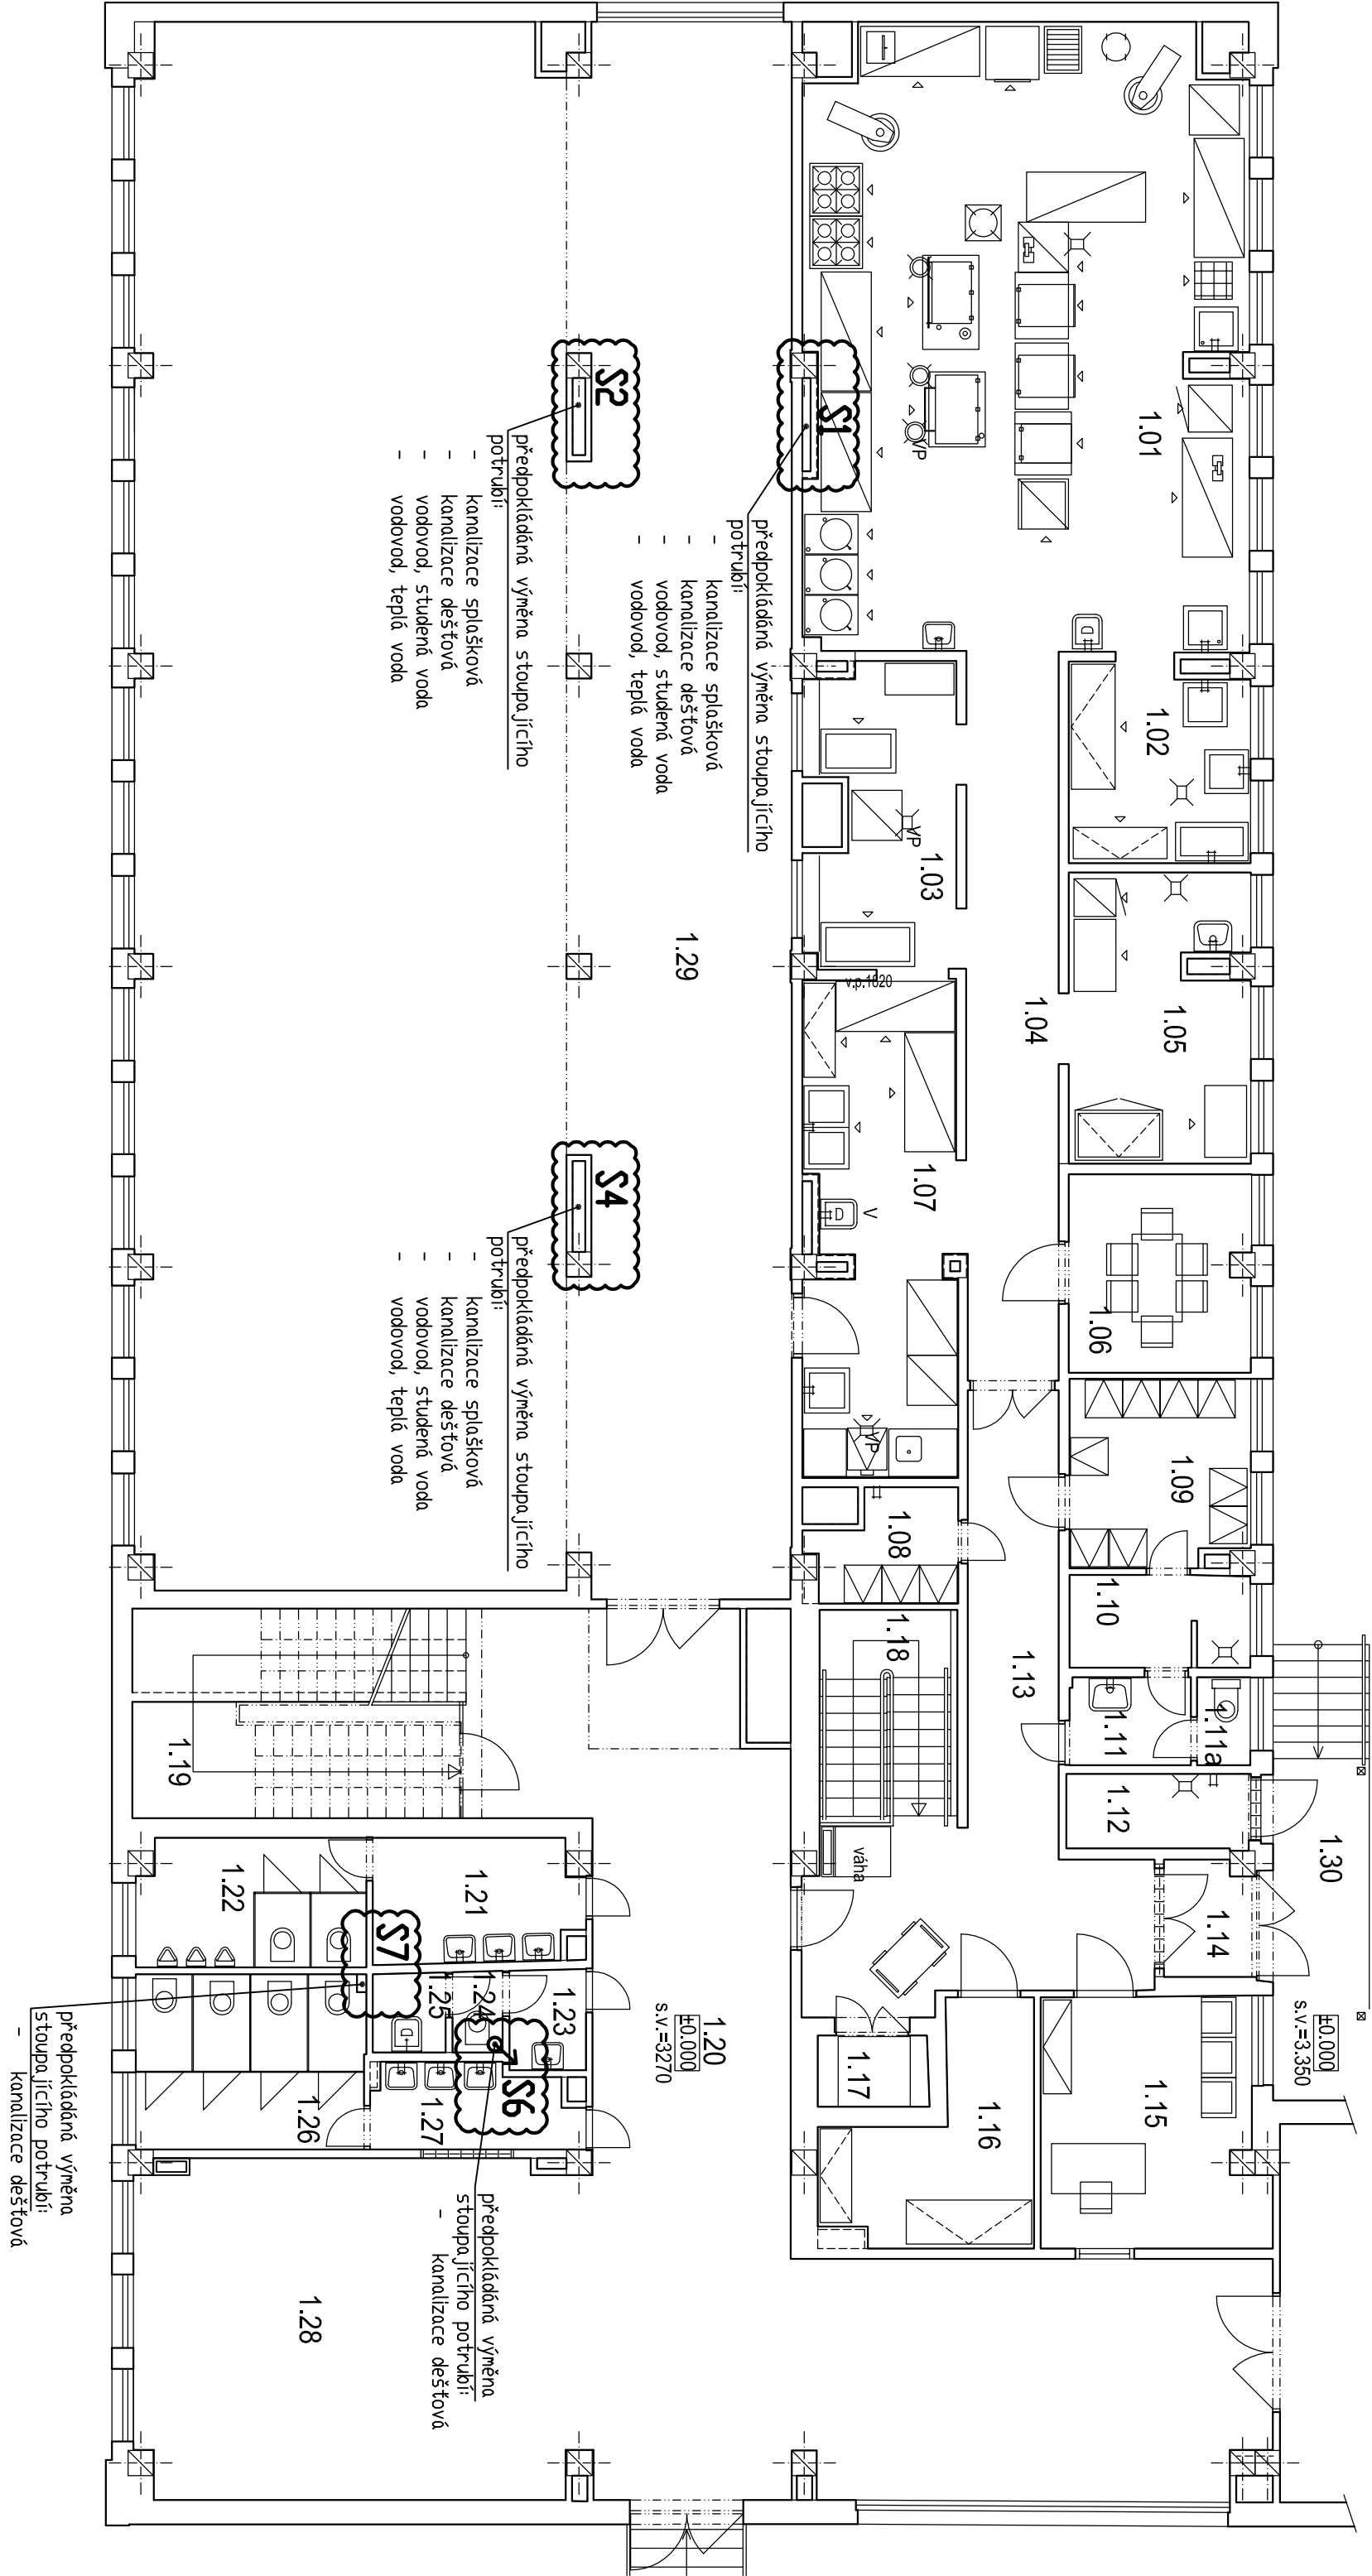 1.01
VP
S1
předpokládáná výměna stoupajícího
potrubí:
- kanalizace splašková
- kanalizace dešťová
- vodovod, studená voda
- vodovod, teplá voda
S2
předpokládáná výměna stoupajícího
potrubí:
- kanalizace splašková
- kanalizace dešťová
- vodovod, studená voda
- vodovod, teplá voda
D
1.02
VP
1.03
1.29
v.p.1820
1.04
1.05
1.07
D
V
S4
předpokládáná výměna stoupajícího
potrubí:
- kanalizace splašková
- kanalizace dešťová
- vodovod, studená voda
- vodovod, teplá voda
1.06
VP
1.09
1.08
1.10
1.18
1.13
1.11
1.11a
1.19
1.12
1.30
váha
1.14
±0.000
s.v.=3.350
1.22
1.21
S7
1.25
1.24
1.23
D
1.20
±0.000
s.v.=3270
S6
1.17
1.16
1.15
1.26
1.27
předpokládáná výměna
stoupajícího potrubí:
- kanalizace dešťová
předpokládáná výměna
stoupajícího potrubí:
- kanalizace dešťová
1.28